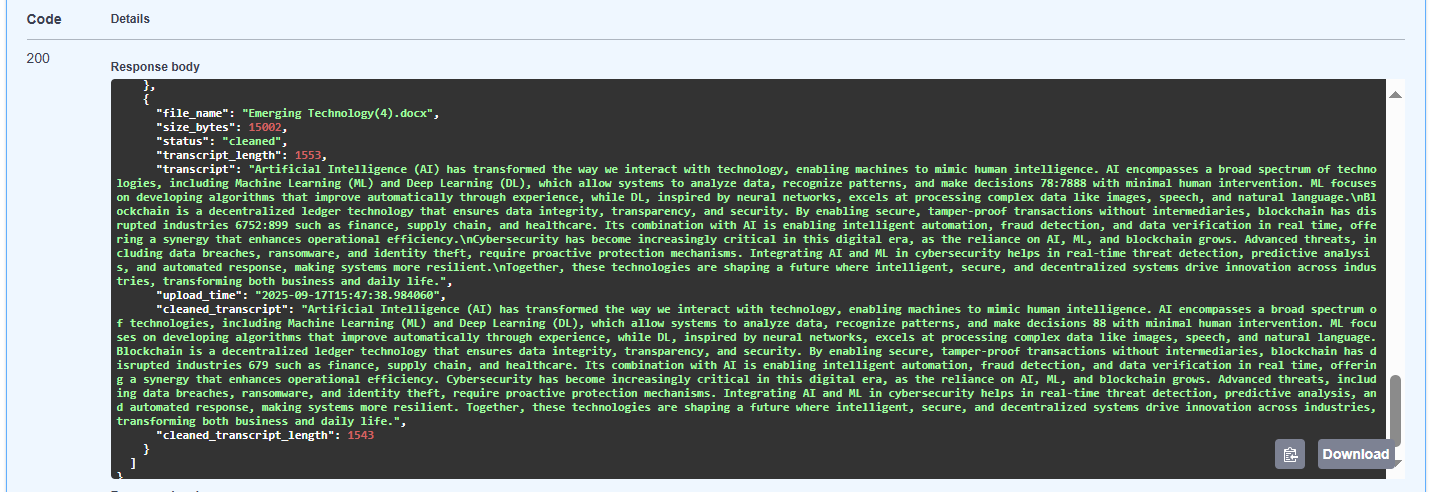 Code Details
200
Response body
},
{
"file_name": "Emerging Technology(4).docx",
"size_bytes": 15002,
"status": "cleaned",
"transcript_length": 1553,
"transcript": "Artificial Intelligence (AI) has transformed the way we interact with technology, enabling machines to mimic human intelligence. AI encompasses a broad spectrum of techno
logies, including Machine Learning (ML) and Deep Learning (DL), which allow systems to analyze data, recognize patterns, and make decisions 78:7888 with minimal human intervention. ML focuses
on developing algorithms that improve automatically through experience, while DL, inspired by neural networks, excels at processing complex data like images, speech, and natural language.\nBl
ockchain is a decentralized ledger technology that ensures data integrity, transparency, and security. By enabling secure, tamper-proof transactions without intermediaries, blockchain has dis
rupted industries 6752:899 such as finance, supply chain, and healthcare. Its combination with AI is enabling intelligent automation, fraud detection, and data verification in real time, offe
ring a synergy that enhances operational efficiency.\nCybersecurity has become increasingly critical in this digital era, as the reliance on AI, ML, and blockchain grows. Advanced threats, in
cluding data breaches, ransomware, and identity theft, require proactive protection mechanisms. Integrating AI and ML in cybersecurity helps in real-time threat detection, predictive analysi
s, and automated response, making systems more resilient.\nTogether, these technologies are shaping a future where intelligent, secure, and decentralized systems drive innovation across indus
tries, transforming both business and daily life.",
"upload_time": "2025-09-17T15:47:38.984060",
"cleaned_transcript": "Artificial Intelligence (AI) has transformed the way we interact with technology, enabling machines to mimic human intelligence. AI encompasses a broad spectrum o
f technologies, including Machine Learning (ML) and Deep Learning (DL), which allow systems to analyze data, recognize patterns, and make decisions 88 with minimal human intervention. ML focu
ses on developing algorithms that improve automatically through experience, while DL, inspired by neural networks, excels at processing complex data like images, speech, and natural language.
Blockchain is a decentralized ledger technology that ensures data integrity, transparency, and security. By enabling secure, tamper-proof transactions without intermediaries, blockchain has d
isrupted industries 679 such as finance, supply chain, and healthcare. Its combination with AI is enabling intelligent automation, fraud detection, and data verification in real time, offerin
g a synergy that enhances operational efficiency. Cybersecurity has become increasingly critical in this digital era, as the reliance on AI, ML, and blockchain grows. Advanced threats, includ
ing data breaches, ransomware, and identity theft, require proactive protection mechanisms. Integrating AI and ML in cybersecurity helps in real-time threat detection, predictive analysis, an
d automated response, making systems more resilient. Together, these technologies are shaping a future where intelligent, secure, and decentralized systems drive innovation across industries,
transforming both business and daily life.",
"cleaned_transcript_length": 1543
}
]
}
Download